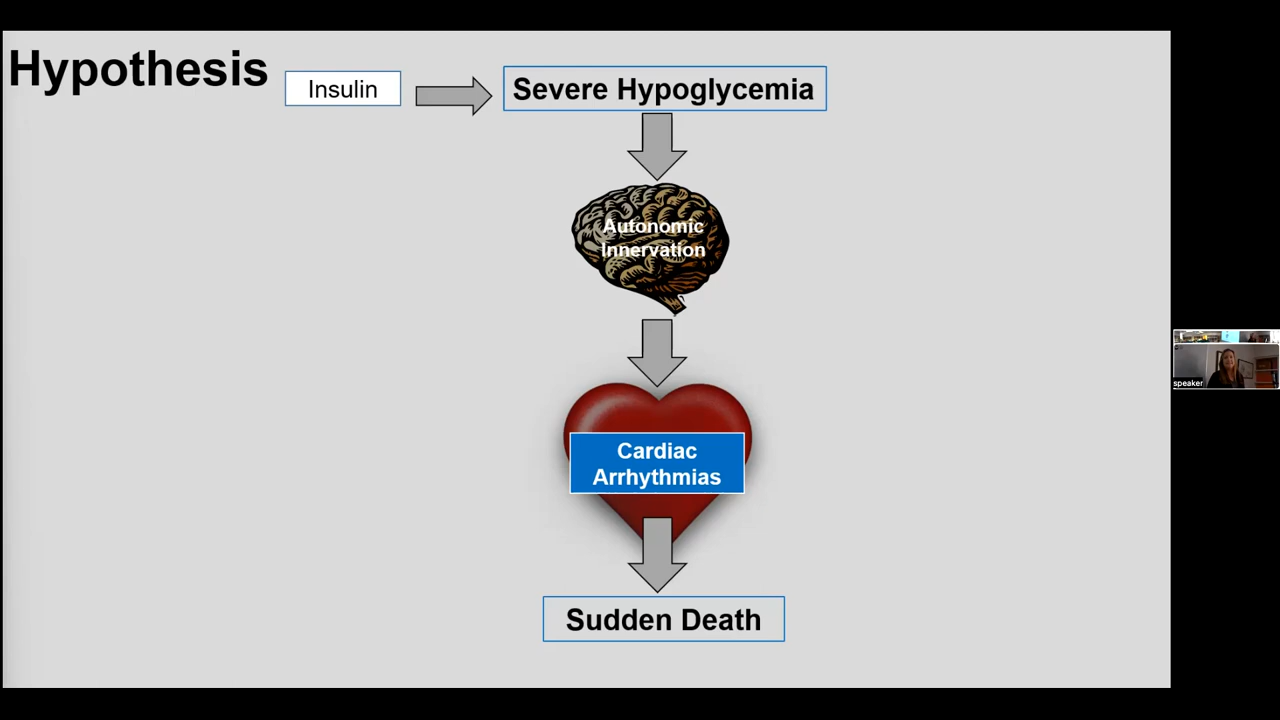 Hypothesis
Insulin
Severe Hypoglycemia
Autonomic
Innervation
Cardiac
Arrhythmias
Sudden Death
speaker